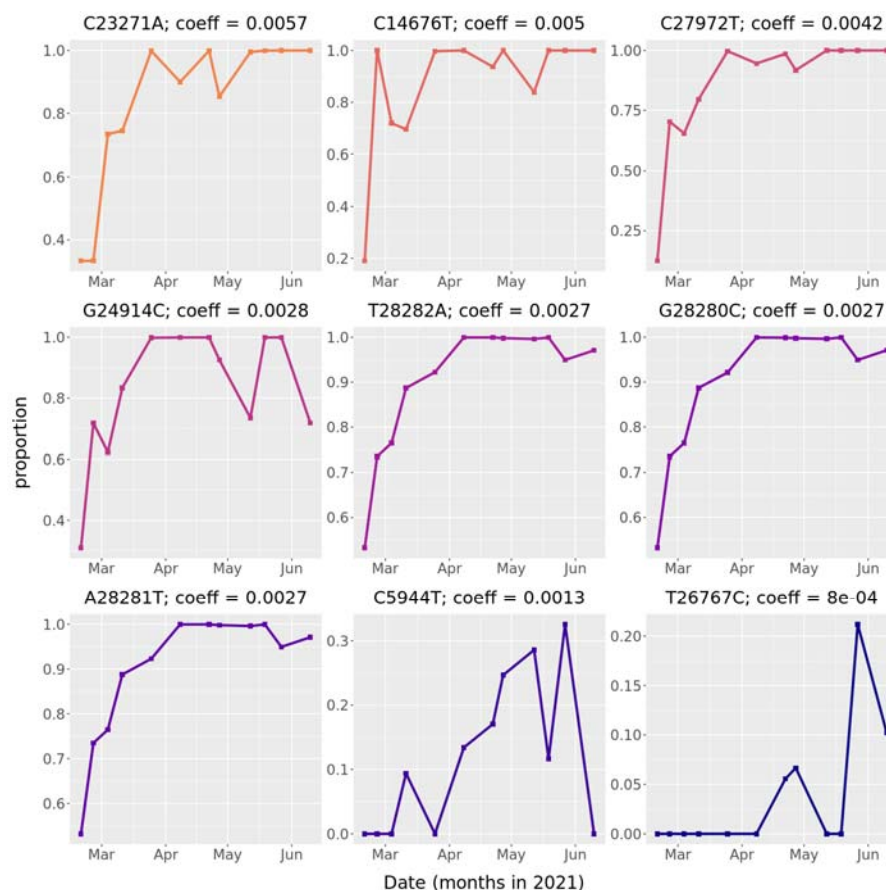 C23271A; coeff = 0.0057
C14676T; coeff = 0.005
C27972T; coeff = 0.0042
1.0
0.8
0.6
0.4
1.0
0.9
0.8
0.7
0.6
0.5
0.4
0.3
0.2
1.00
0.75
0.50
0.25
Mar Apr May Jun
Mar Apr May Jun
Mar Apr May Jun
G24914C; coeff = 0.0028
T28282A; coeff = 0.0027
G28280C; coeff = 0.0027
proportion
1.0
0.8
0.6
0.4
1.0
0.9
0.8
0.7
0.6
1.0
0.9
0.8
0.7
0.6
Mar Apr May Jun
Mar Apr May Jun
Mar Apr May Jun
A28281T; coeff = 0.0027
C5944T; coeff = 0.0013
T26767C; coeff = 8e-04
1.0
0.9
0.8
0.7
0.6
0.3
0.2
0.1
0.0
0.20
0.15
0.10
0.05
0.00
Mar Apr May Jun
Mar Apr May Jun
Mar Apr May Jun
Date (months in 2021)